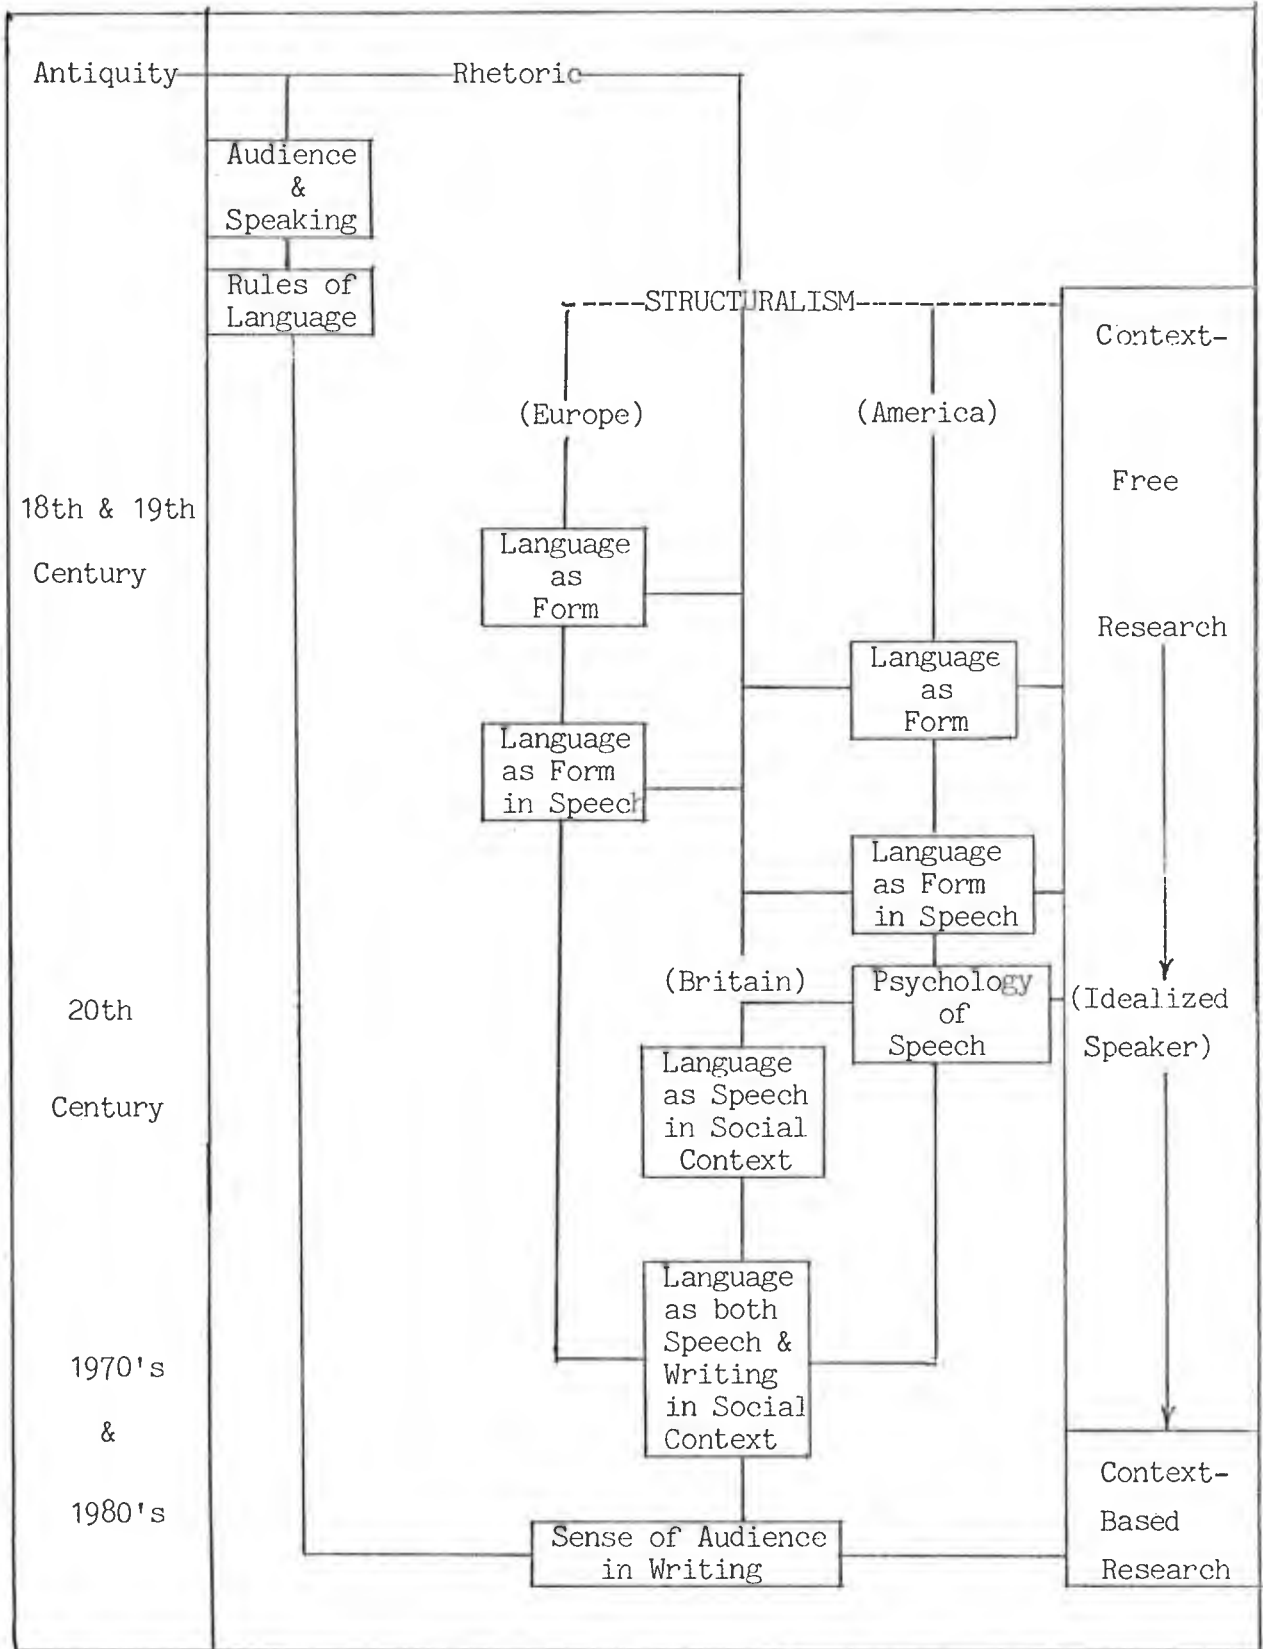 Antiquity
Rhetoric
Audience
&
Speaking
Rules of
Language
STRUCTURALISM
(Europe)
(America)
Context-
Free
Research
18th & 19th
Century
Language
as
Form
Language
as
Form
Language
as Form
in Speech
Language
as Form
in Speech
20th
Century
(Britain)
Psychology
of
Speech
(Idealized
Speaker)
Language
as Speech
in Social
Context
Language
as both
Speech &
Writing
in Social
Context
1970's
&
1980's
Sense of Audience
in Writing
Context-
Based
Research